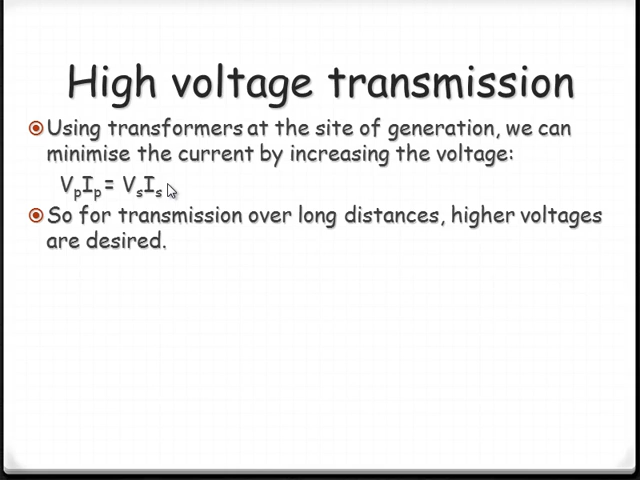 High voltage transmission
Using transformers at the site of generation, we can
minimise the current by increasing the voltage:
VpIp = VsIs
So for transmission over long distances, higher voltages
are desired.